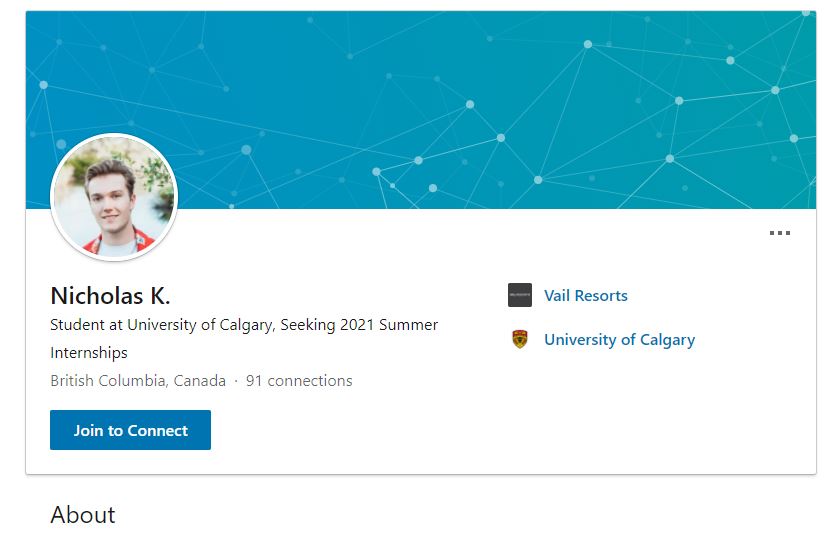 Nicholas K.
Student at University of Calgary, Seeking 2021 Summer
Internships
British Columbia, Canada · 91 connections
Join to Connect
Vail Resorts
University of Calgary
About